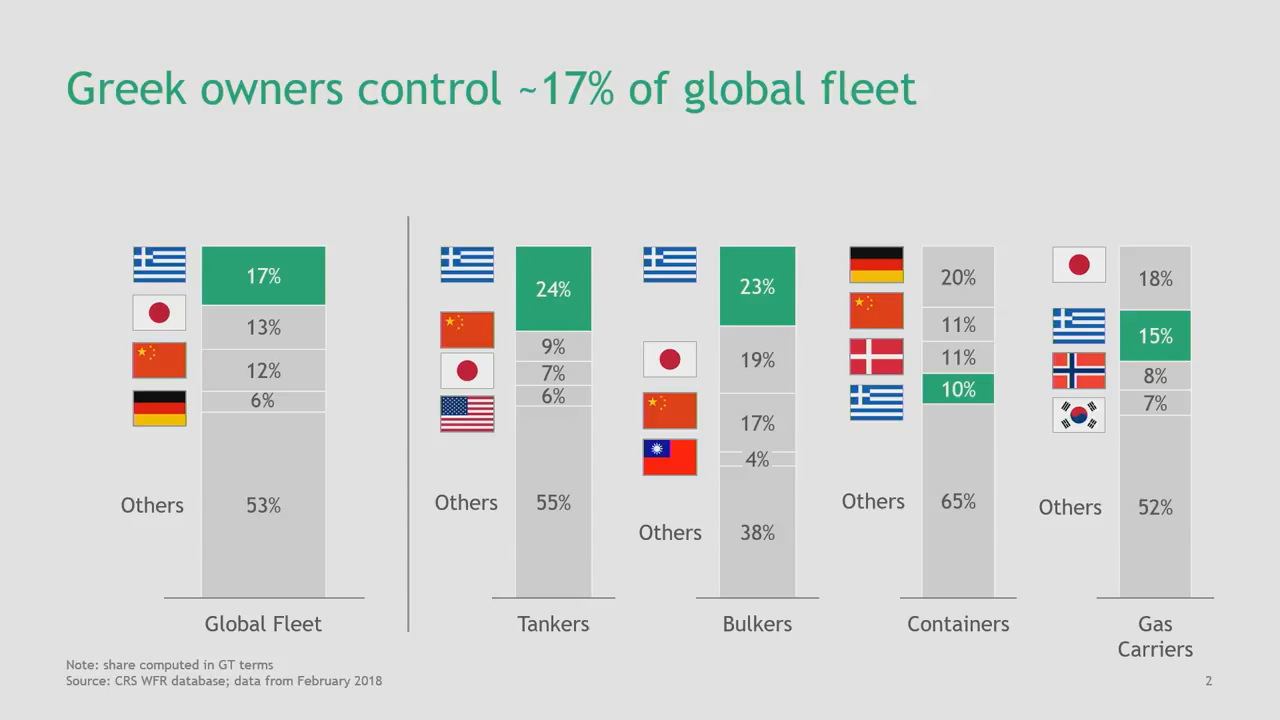 Greek owners control ~17% of global fleet
17%
13%
12%
6%
Others
53%
Global Fleet
24%
9%
7%
6%
Others
55%
Tankers
23%
19%
17%
4%
Others
38%
Bulkers
20%
11%
11%
10%
Others
65%
Containers
18%
15%
8%
7%
Others
52%
Gas
Carriers
Note: share computed in GT terms
Source: CRS WFR database; data from February 2018
2